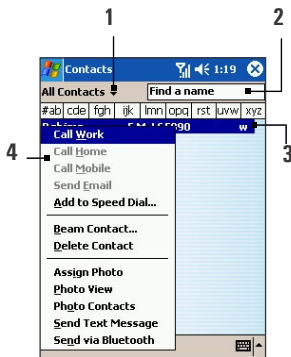 1
2
Contacts 1:19
All Contacts Find a name
#ab cde fgh ijk lmn opq rst uvw xyz
w
3
4
Call Work
Call Home
Call Mobile
Send Email
Add to Speed Dial...
Beam Contact...
Delete Contact
Assign Photo
Photo View
Photo Contacts
Send Text Message
Send via Bluetooth